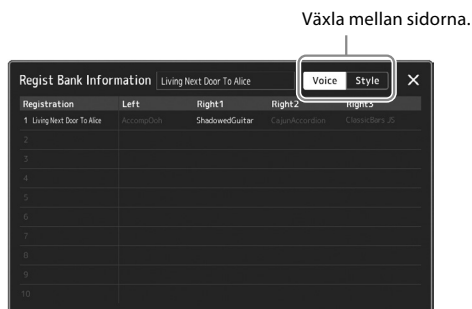 Växla mellan sidorna.
Regist Bank Information Living Next Door To Alice Voice Style ×
Registration Left Right1 Right2 Right3
1 Living Next Door To Alice AccompOoh ShadowedGuitar CajunAccordion ClassicBars JS
2
3
4
5
6
7
8
9
10